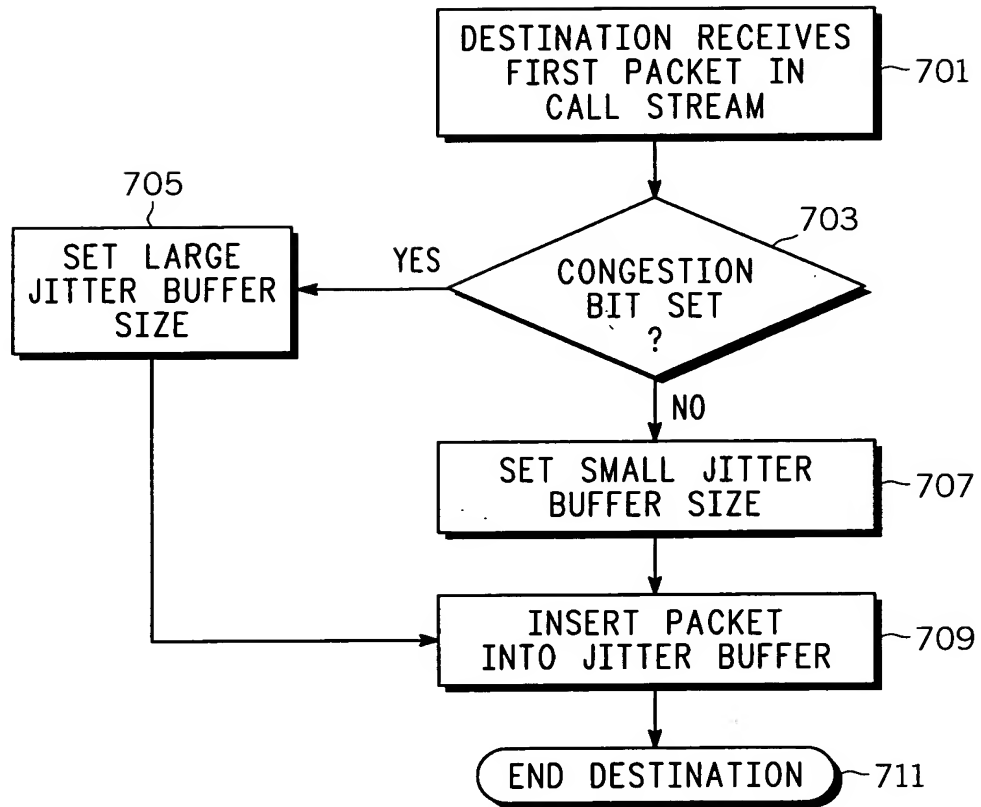 DESTINATION RECEIVES
FIRST PACKET IN
CALL STREAM
701
705
703
SET LARGE
JITTER BUFFER
SIZE
YES
CONGESTION
BIT SET
?
NO
SET SMALL JITTER
BUFFER SIZE
707
INSERT PACKET
INTO JITTER BUFFER
709
END DESTINATION
711